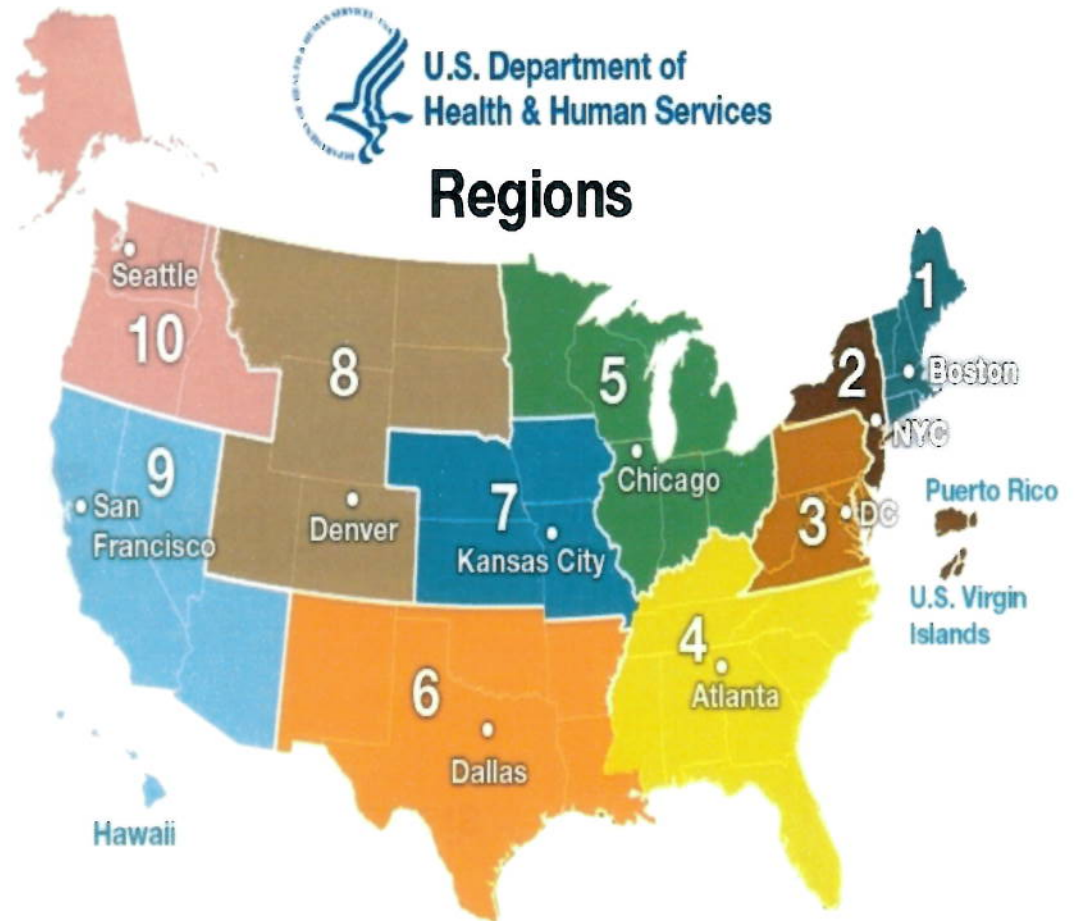 U.S. Department of
Health & Human Services
Regions
Seattle
10
8
5
1
2
Boston
NYC
9
San
Francisco
Denver
7
Kansas City
Chicago
3
DC
Puerto Rico
U.S. Virgin
Islands
4
Atlanta
6
Dallas
Hawaii